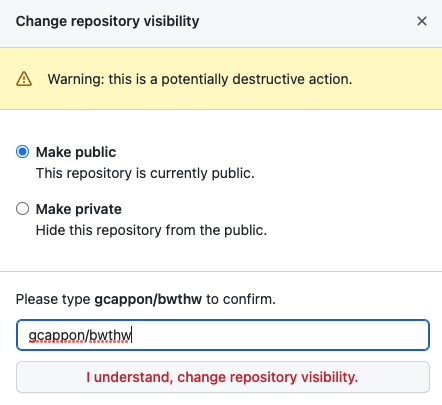 Change repository visibility
Warning: this is a potentially destructive action.
Make public
This repository is currently public.
Make private
Hide this repository from the public.
Please type gcappon/bwthw to confirm.
gcappon/bwthw
I understand, change repository visibility.